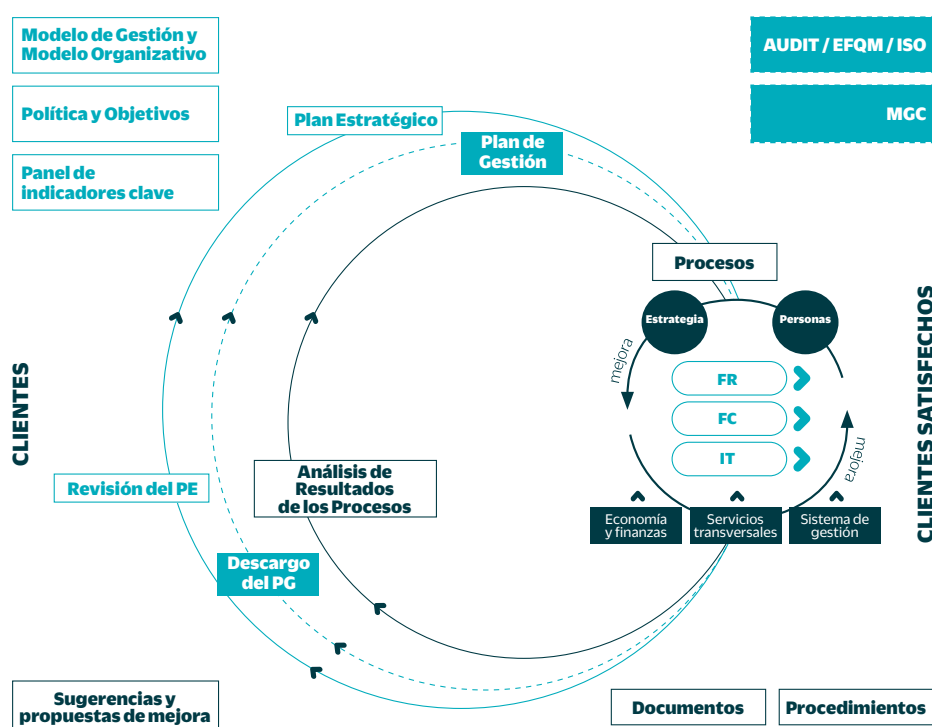 Modelo de Gestión y
Modelo Organizativo
AUDIT / EFQM / ISO
Política y Objetivos
MGC
Plan Estratégico
Plan de
Gestión
Panel de
indicadores clave
Procesos
Estrategia
Personas
mejora
FR
FC
IT
mejora
CLIENTES
CLIENTES SATISFECHOS
Revisión del PE
Análisis de
Resultados
de los Procesos
Economía
y finanzas
Servicios
transversales
Sistema de
gestión
Descargo
del PG
Sugerencias y
propuestas de mejora
Documentos
Procedimientos